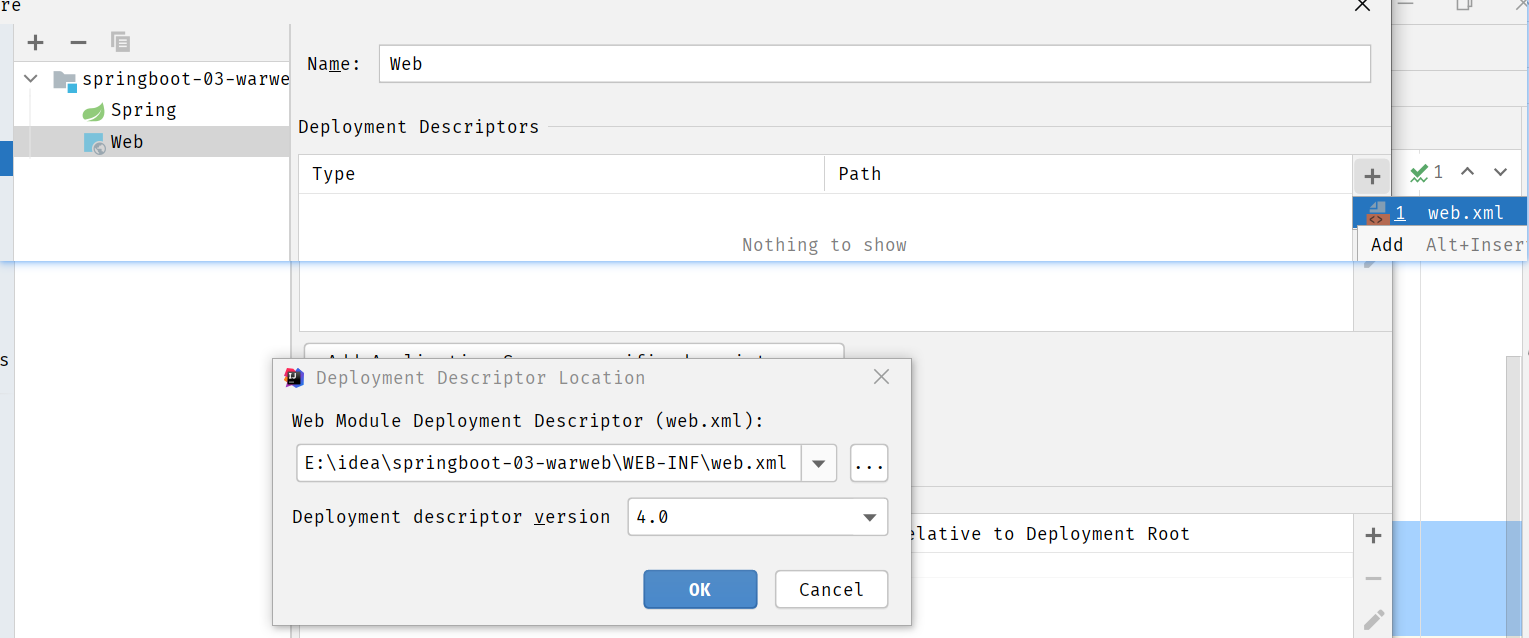 re
springboot-03-warwe
Spring
Web
Name:
Web
Deployment Descriptors
Type
Path
1
1 web.xml
Nothing to show
Add Alt+Inser
s
Deployment Descriptor Location
Web Module Deployment Descriptor (web.xml):
E:\idea\springboot-03-warweb\WEB-INF\web.xml
...
Deployment descriptor version
4.0
elative to Deployment Root
OK
Cancel